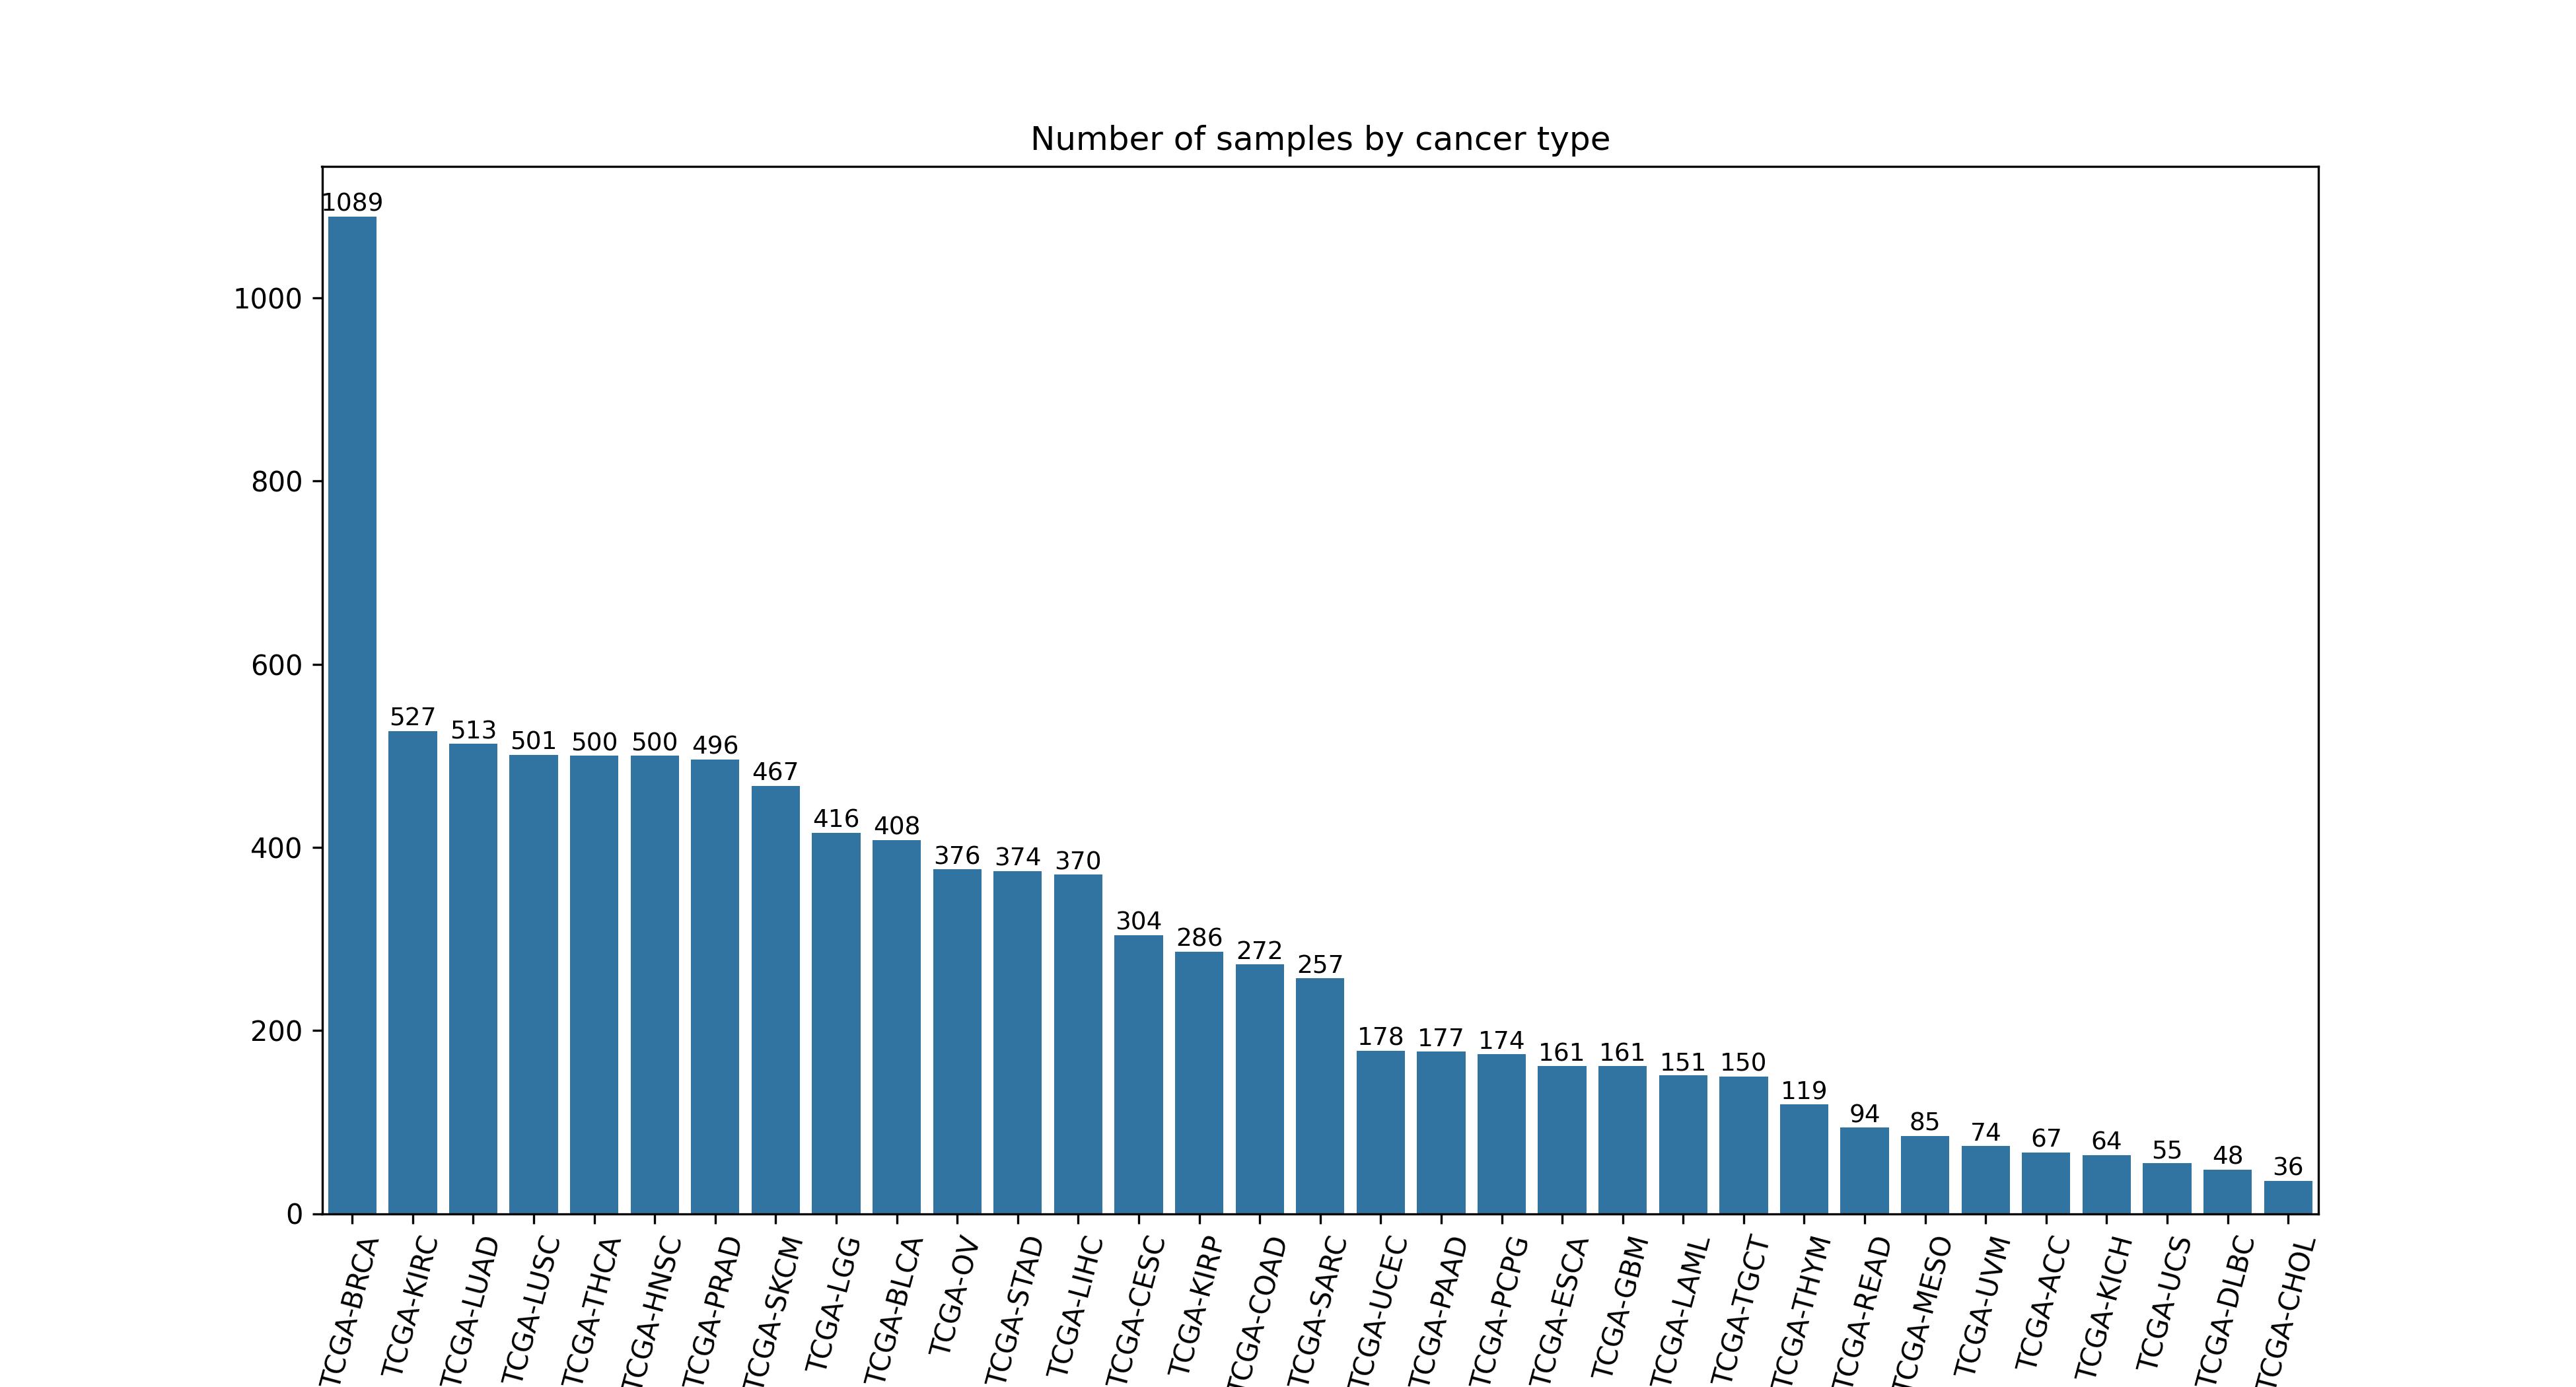 Number of samples by cancer type
1089
527
513
501
500
500
496
467
416
408
376
374
370
304
286
272
257
178
177
174
161
161
151
150
119
94
85
74
67
64
55
48
36
1000
800
600
400
200
0
TCGA-BRCA
TCGA-KIRC
TCGA-LUAD
TCGA-LUSC
TCGA-THCA
TCGA-HNSC
TCGA-PRAD
TCGA-SKCM
TCGA-LGG
TCGA-BLCA
TCGA-OV
TCGA-STAD
TCGA-LIHC
TCGA-CESC
TCGA-KIRP
TCGA-COAD
TCGA-SARC
TCGA-UCEC
TCGA-PAAD
TCGA-PCPG
TCGA-ESCA
TCGA-GBM
TCGA-LAML
TCGA-TGCT
TCGA-THYM
TCGA-READ
TCGA-MESO
TCGA-UVM
TCGA-ACC
TCGA-KICH
TCGA-UCS
TCGA-DLBC
TCGA-CHOL